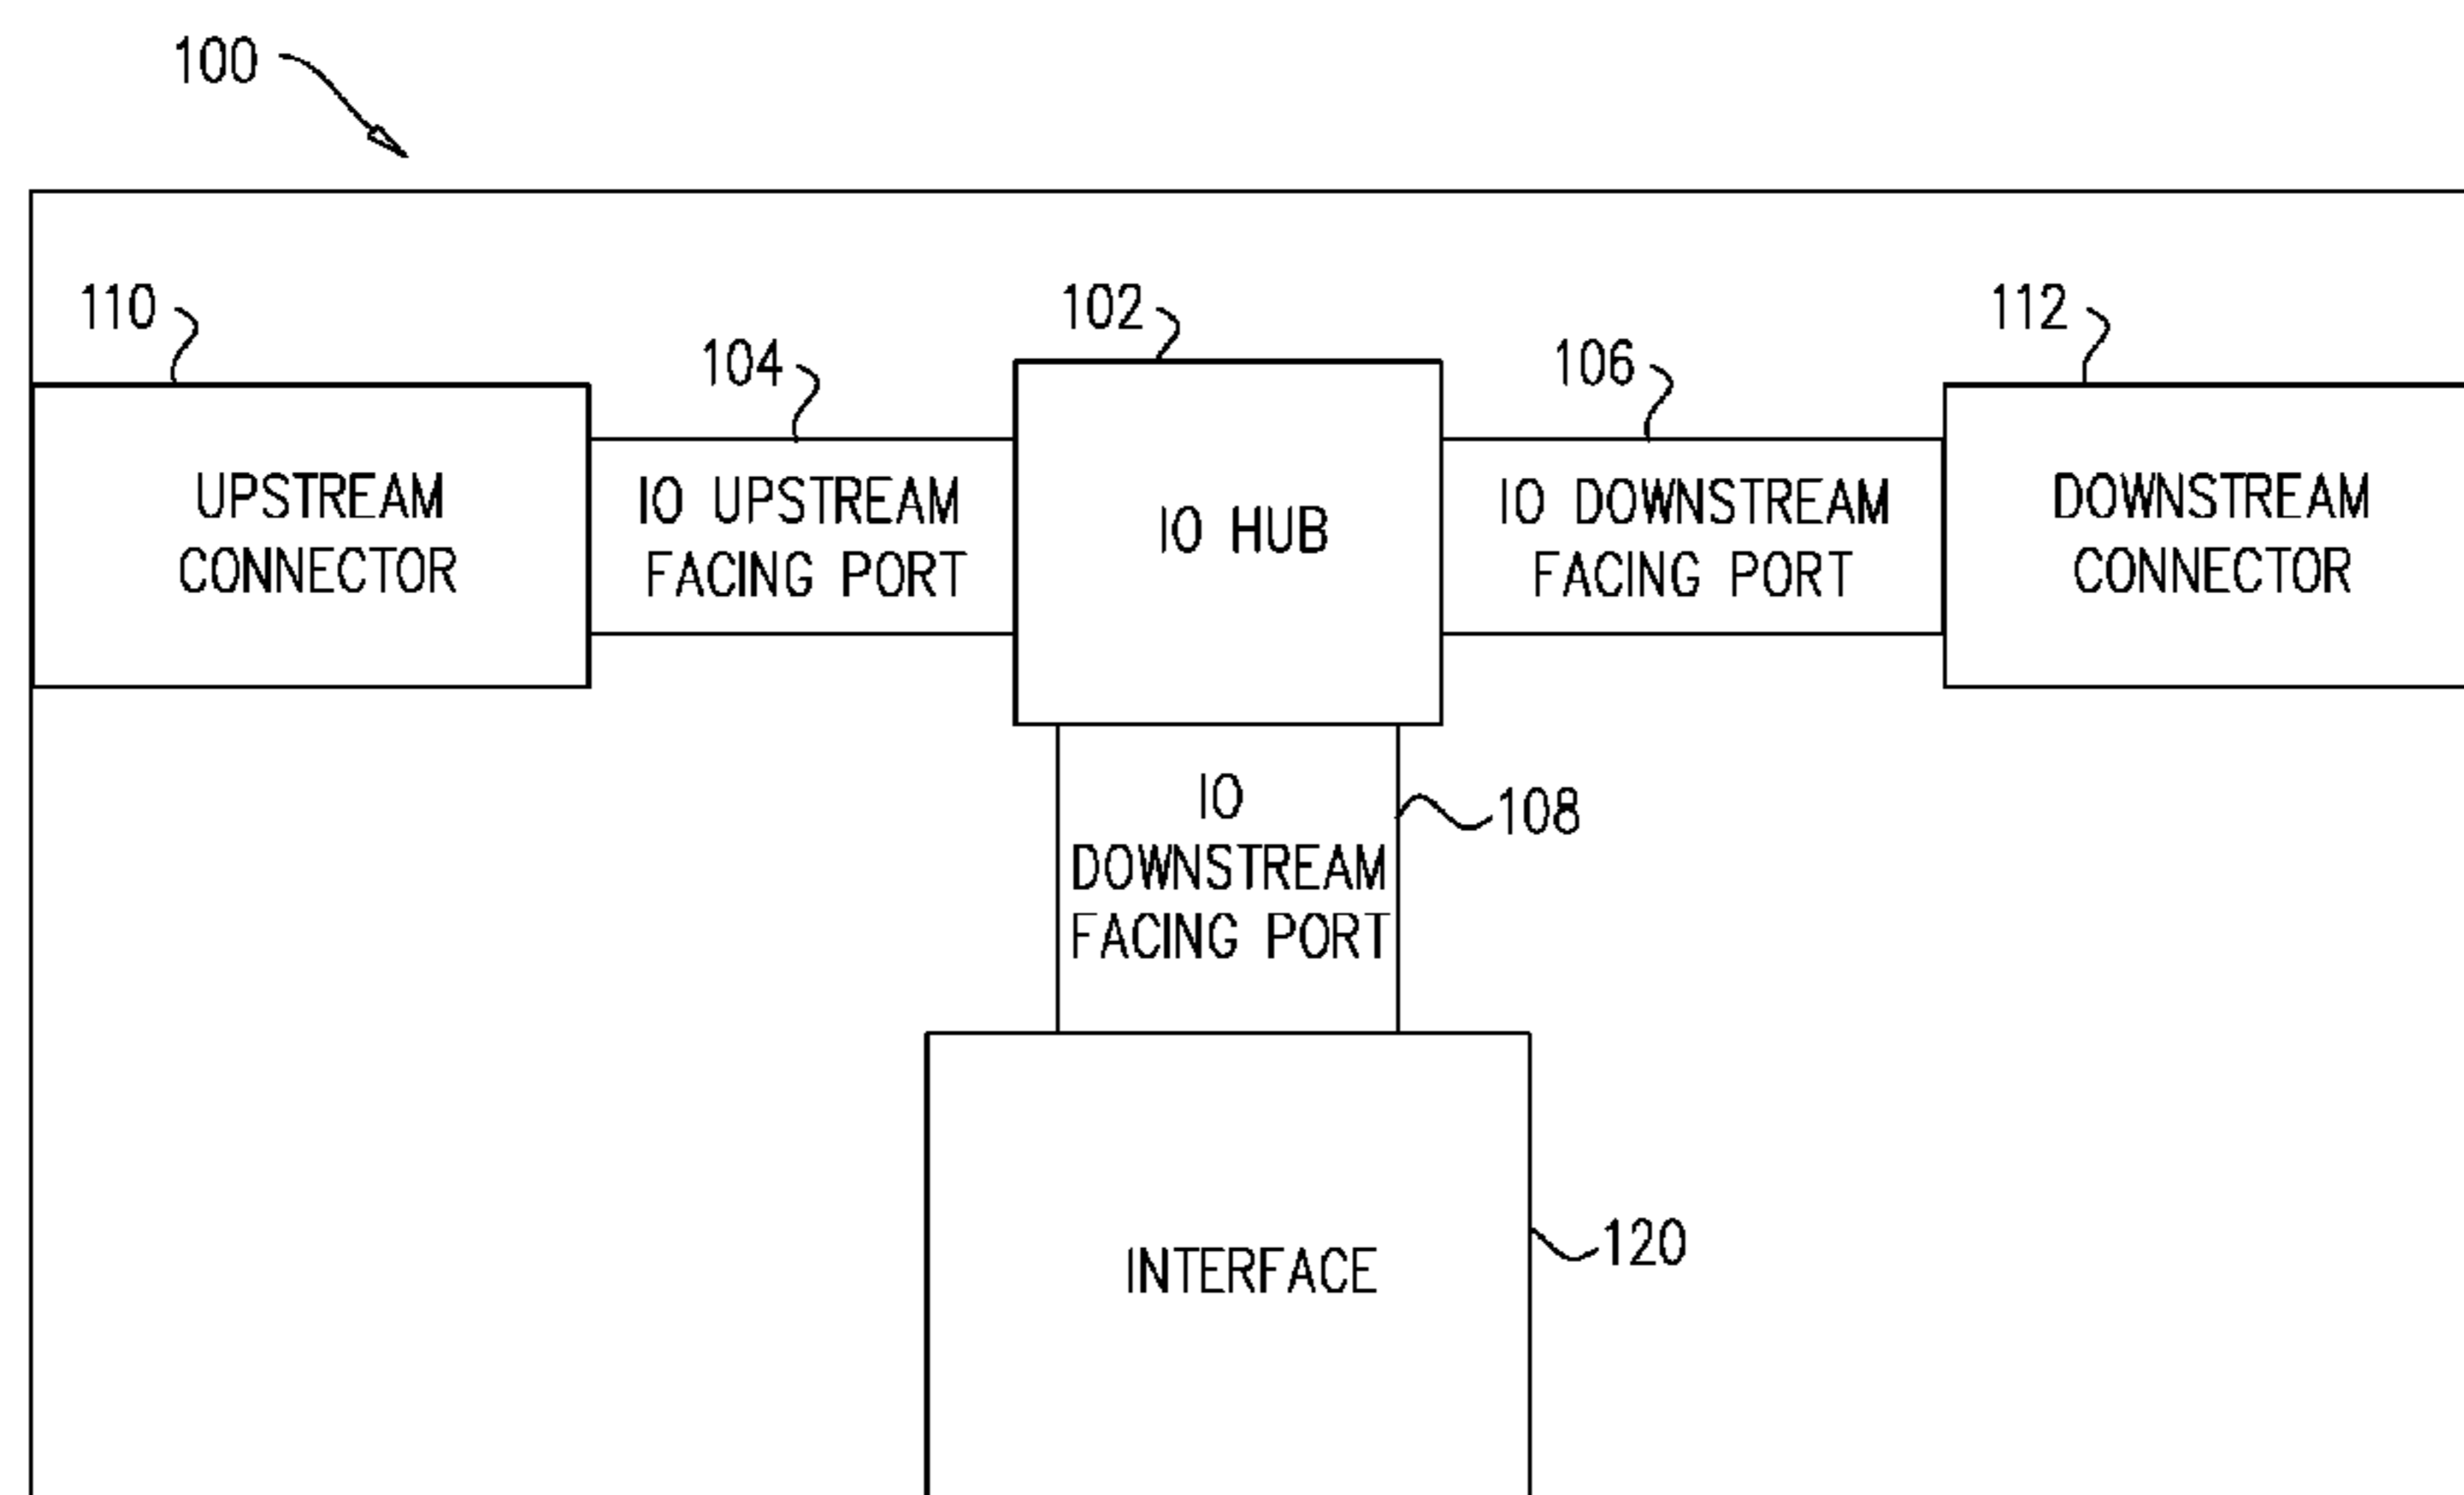 100
110
104
102
106
112
UPSTREAM
CONNECTOR
IO UPSTREAM
FACING PORT
IO HUB
IO DOWNSTREAM
FACING PORT
DOWNSTREAM
CONNECTOR
IO
DOWNSTREAM
FACING PORT
108
INTERFACE
120